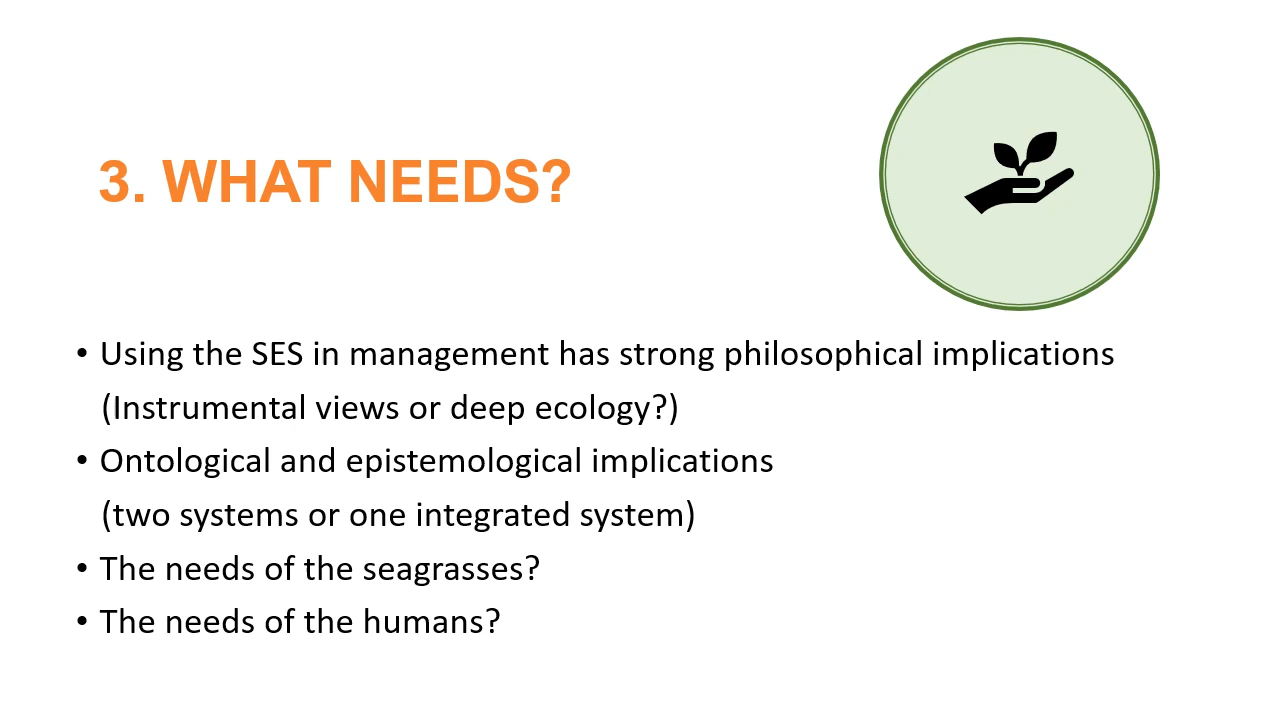 3. WHAT NEEDS?
• Using the SES in management has strong philosophical implications
(Instrumental views or deep ecology?)
• Ontological and epistemological implications
(two systems or one integrated system)
• The needs of the seagrasses?
• The needs of the humans?